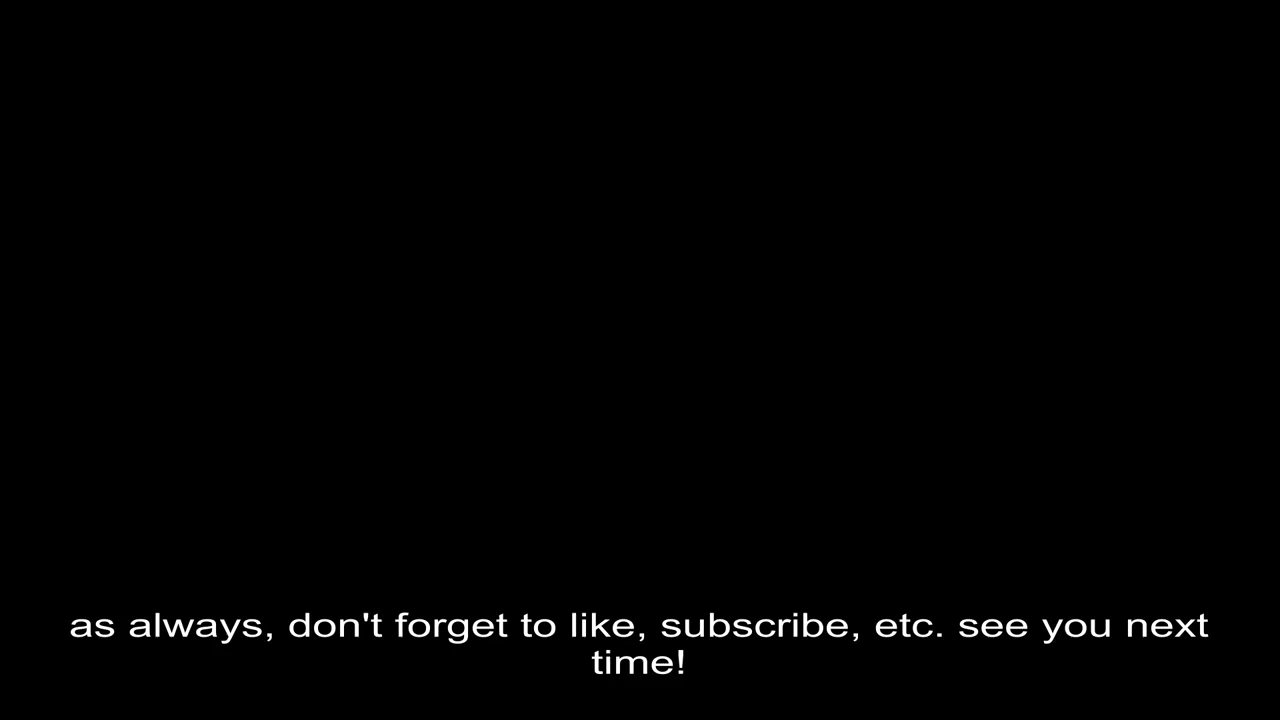 as always, don't forget to like, subscribe, etc. see you next
time!